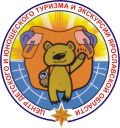 ЦЕНТР ДЕТСКОГО И ЮНОШЕСКОГО ТУРИЗМА И ЭКСКУРСИЙ ЯРОСЛАВСКОЙ ОБЛАСТИ